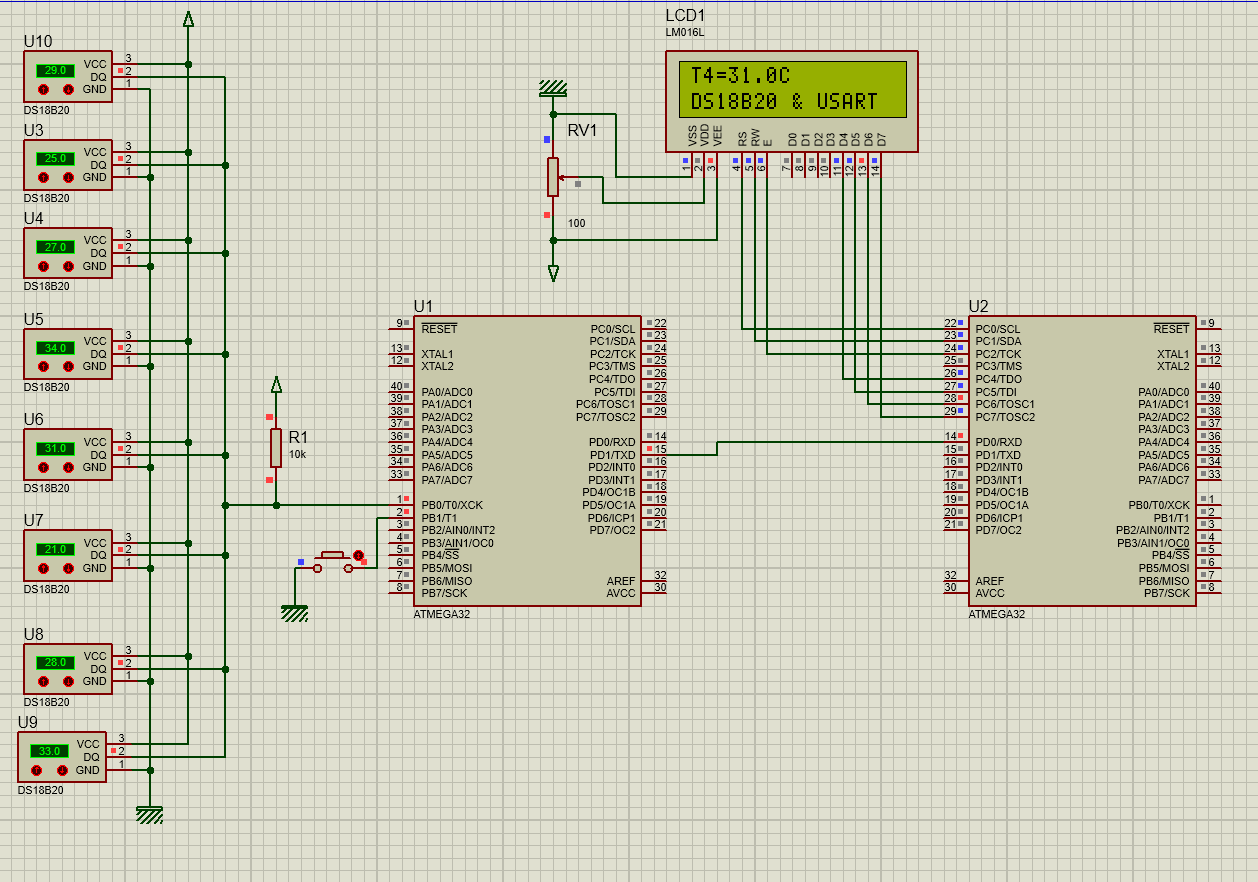 LCD1
LM016L
T4=31.0C
DS18B20 & USART
VSS VDD VEE RS RW E D0 D1 D2 D3 D4 D5 D6 D7
1 2 3 4 5 6 7 8 9 10 11 12 13 14
RV1
100
U10
29.0 VCC 3
DQ 2
GND 1
DS18B20
U3
25.0 VCC 3
DQ 2
GND 1
DS18B20
U4
27.0 VCC 3
DQ 2
GND 1
DS18B20
U5
34.0 VCC 3
DQ 2
GND 1
DS18B20
U6
31.0 VCC 3
DQ 2
GND 1
DS18B20
U7
21.0 VCC 3
DQ 2
GND 1
DS18B20
U8
28.0 VCC 3
DQ 2
GND 1
DS18B20
U9
33.0 VCC 3
DQ 2
GND 1
DS18B20
R1
10k
U1
9 RESET
13 XTAL1
12 XTAL2
40 PA0/ADC0
39 PA1/ADC1
38 PA2/ADC2
37 PA3/ADC3
36 PA4/ADC4
35 PA5/ADC5
34 PA6/ADC6
33 PA7/ADC7
1 PB0/T0/XCK
2 PB1/T1
3 PB2/AIN0/INT2
4 PB3/AIN1/OC0
5 PB4/SS
6 PB5/MOSI
7 PB6/MISO
8 PB7/SCK
PC0/SCL 22
PC1/SDA 23
PC2/TCK 24
PC3/TMS 25
PC4/TDO 26
PC5/TDI 27
PC6/TOSC1 28
PC7/TOSC2 29
PD0/RXD 14
PD1/TXD 15
PD2/INT0 16
PD3/INT1 17
PD4/OC1B 18
PD5/OC1A 19
PD6/ICP1 20
PD7/OC2 21
AREF 32
AVCC 30
ATMEGA32
U2
22 PC0/SCL
23 PC1/SDA
24 PC2/TCK
25 PC3/TMS
26 PC4/TDO
27 PC5/TDI
28 PC6/TOSC1
29 PC7/TOSC2
14 PD0/RXD
15 PD1/TXD
16 PD2/INT0
17 PD3/INT1
18 PD4/OC1B
19 PD5/OC1A
20 PD6/ICP1
21 PD7/OC2
32 AREF
30 AVCC
RESET 9
XTAL1 13
XTAL2 12
PA0/ADC0 40
PA1/ADC1 39
PA2/ADC2 38
PA3/ADC3 37
PA4/ADC4 36
PA5/ADC5 35
PA6/ADC6 34
PA7/ADC7 33
PB0/T0/XCK 1
PB1/T1 2
PB2/AIN0/INT2 3
PB3/AIN1/OC0 4
PB4/SS 5
PB5/MOSI 6
PB6/MISO 7
PB7/SCK 8
ATMEGA32